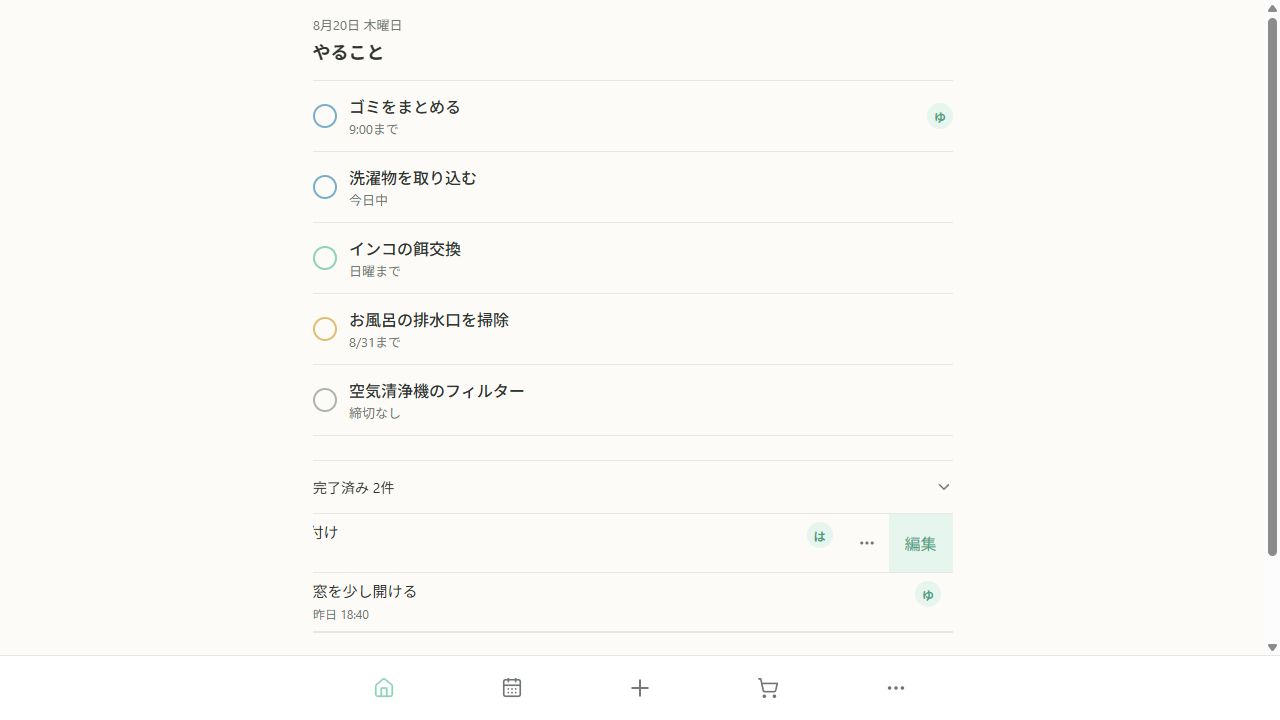 8月20日 木曜日
やること
ゴミをまとめる
9:00まで
ゆ
洗濯物を取り込む
今日中
インコの餌交換
日曜まで
お風呂の排水口を掃除
8/31まで
空気清浄機のフィルター
締切なし
完了済み 2件
付け
は
編集
窓を少し開ける
ゆ
昨日 18:40